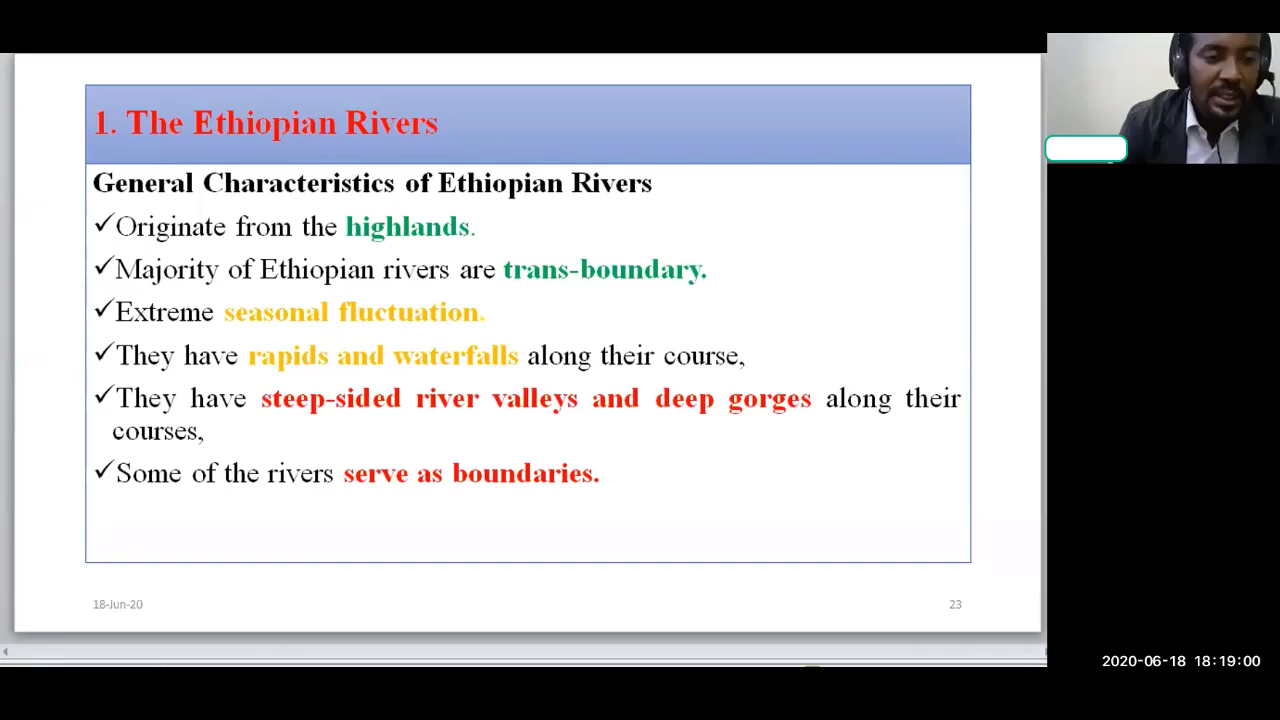 1. The Ethiopian Rivers
General Characteristics of Ethiopian Rivers
✓Originate from the highlands.
✓Majority of Ethiopian rivers are trans-boundary.
✓Extreme seasonal fluctuation.
✓They have rapids and waterfalls along their course,
✓They have steep-sided river valleys and deep gorges along their
courses,
✓Some of the rivers serve as boundaries.
18-Jun-20
23
2020-06-18 18:19:00